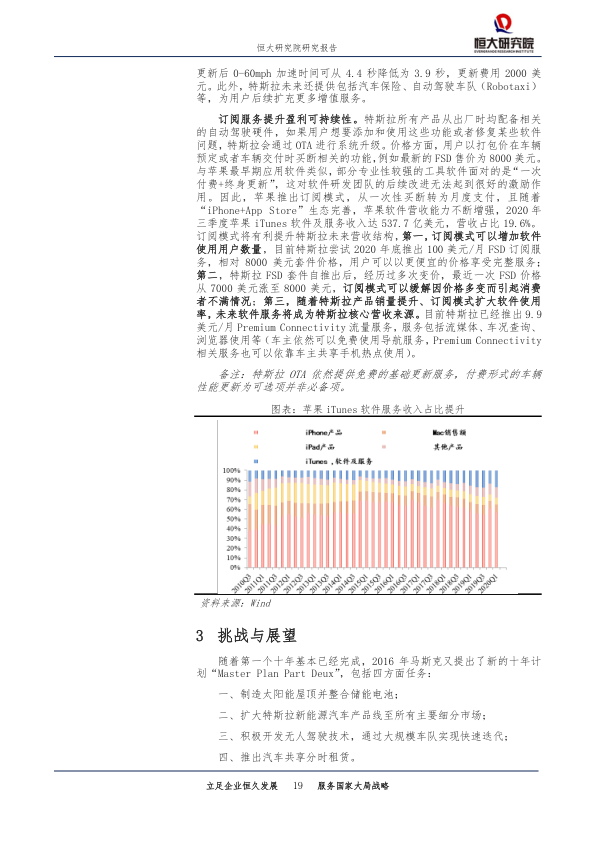 恒大研究院研究报告
恒大研究院
EVERGRANDE RESEARCH INSTITUTE
更新后 0-60mph 加速时间可从 4.4 秒降低为 3.9 秒，更新费用 2000 美
元。此外，特斯拉未来还提供包括汽车保险、自动驾驶车队（Robotaxi）
等，为用户后续扩充更多增值服务。
订阅服务提升盈利可持续性。特斯拉所有产品从出厂时均配备相关
的自动驾驶硬件，如果用户想要添加和使用这些功能或者修复某些软件
问题，特斯拉会通过 OTA 进行系统升级。价格方面，用户以打包价在车辆
预定或者车辆交付时买断相关的功能，例如最新的 FSD 售价为 8000 美元。
与苹果最早期应用软件类似，部分专业性较强的工具软件面对的是“一次
付费+终身更新”，这对软件研发团队的后续改进无法起到很好的激励作
用。因此，苹果推出订阅模式，从一次性买断转为月度支付，且随着
“iPhone+App Store”生态完善，苹果软件营收能力不断增强，2020 年
三季度苹果 iTunes 软件及服务收入达 537.7 亿美元，营收占比 19.6%。
订阅模式将有利提升特斯拉未来营收结构，第一，订阅模式可以增加软件
使用用户数量，目前特斯拉尝试 2020 年底推出 100 美元/月 FSD 订阅服
务，相对 8000 美元套件价格，用户可以以更便宜的价格享受完整服务；
第二，特斯拉 FSD 套件自推出后，经历过多次变价，最近一次 FSD 价格
从 7000 美元涨至 8000 美元，订阅模式可以缓解因价格多变而引起消费
者不满情况；第三，随着特斯拉产品销量提升、订阅模式扩大软件使用
率，未来软件服务将成为特斯拉核心营收来源。目前特斯拉已经推出 9.9
美元/月 Premium Connectivity 流量服务，服务包括流媒体、车况查询、
浏览器使用等（车主依然可以免费使用导航服务，Premium Connectivity
相关服务也可以依靠车主共享手机热点使用）。
备注：特斯拉 OTA 依然提供免费的基础更新服务，付费形式的车辆
性能更新为可选项并非必备项。
图表：苹果 iTunes 软件服务收入占比提升
iPhone产品 Mac销售额
iPad产品 其他产品
iTunes，软件及服务
100%
90%
80%
70%
60%
50%
40%
30%
20%
10%
0%
2010Q3 2011Q1 2011Q3 2012Q1 2012Q3 2013Q1 2013Q3 2014Q1 2014Q3 2015Q1 2015Q3 2016Q1 2016Q3 2017Q1 2017Q3 2018Q1 2018Q3 2019Q1 2019Q3 2020Q1
资料来源：Wind
3 挑战与展望
随着第一个十年基本已经完成，2016 年马斯克又提出了新的十年计
划“Master Plan Part Deux”，包括四方面任务：
一、制造太阳能屋顶并整合储能电池；
二、扩大特斯拉新能源汽车产品线至所有主要细分市场；
三、积极开发无人驾驶技术，通过大规模车队实现快速迭代；
四、推出汽车共享分时租赁。
立足企业恒久发展 19 服务国家大局战略